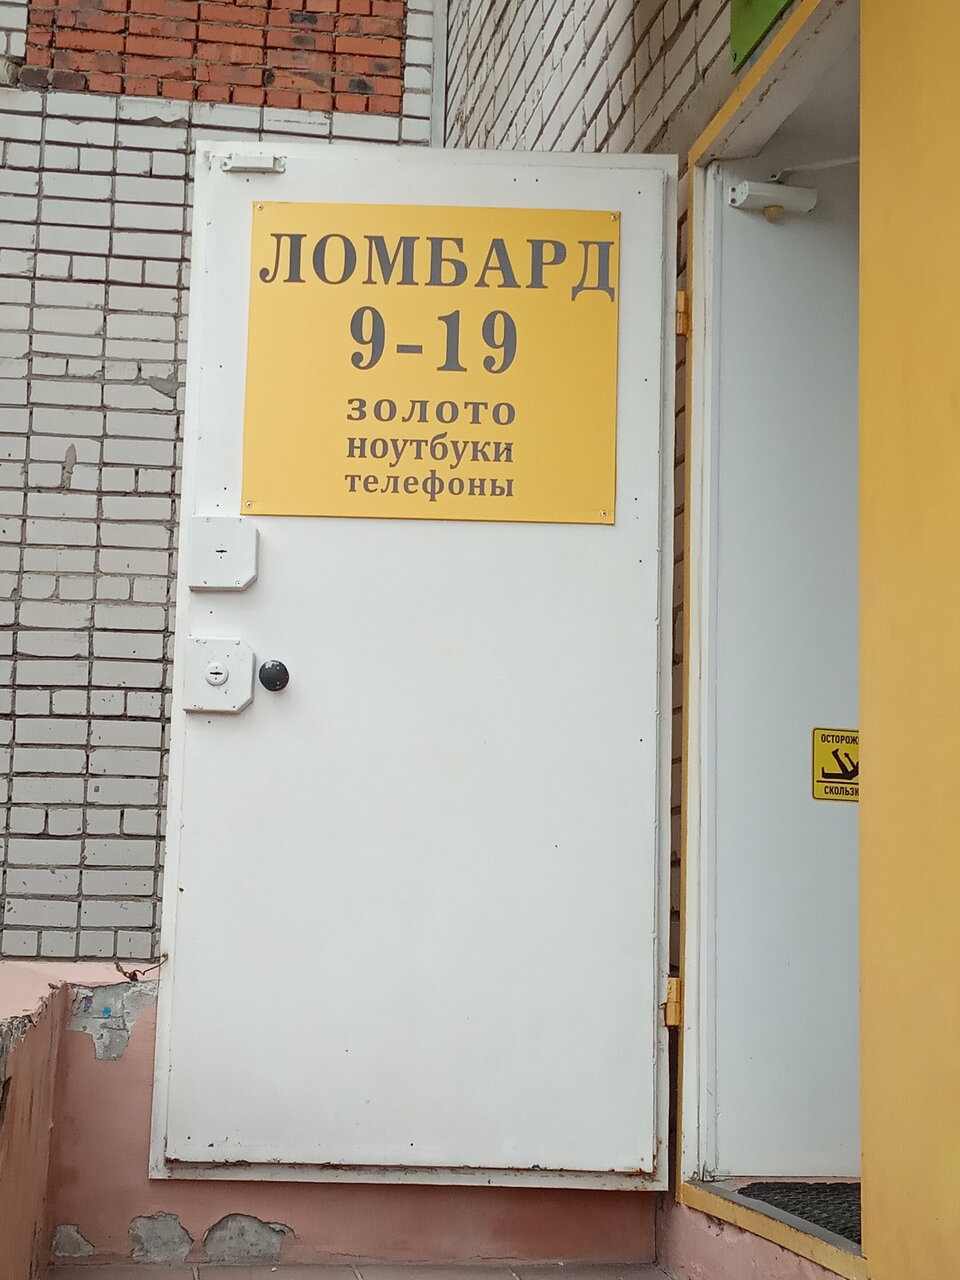 ЛОМБАРД
9-19
золото
ноутбуки
телефоны